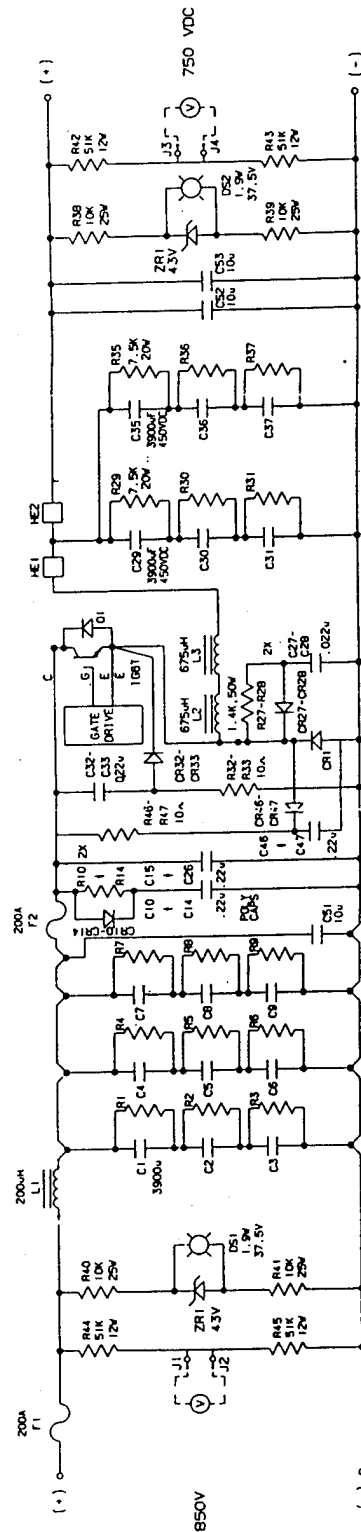 (+)
850V
(-)
200A
F1
R44
51K
12W
J1
V
J2
R45
51K
12W
R40
10K
25W
ZR1
43V
DS1
1.9W
37.5V
R41
10K
25W
200uH
L1
R1
C1
3900u
R2
C2
R3
C3
R4
C4
R5
C5
R6
C6
R7
C7
R8
C8
R9
C9
C51
10u
200A
F2
CR10-
CR14
R10
R14
C10
C14
.22u
POLY
CAPS
C15
C26
.22u
2X
R46-
R47
10Ω
C32-
C33
.022u
CR32-
CR33
R32-
R33
10Ω
CR46-
CR47
C46
C47
.22u
GATE
DRIVE
C
G
E
E
IGBT
D1
675uH
L2
675uH
L3
1.4K,50W
R27-R28
2X
CR27-CR28
C27-
C28
.022u
CR1
HE1
HE2
R29
7.5K
20W
C29
3900uF
450VDC
R30
C30
R31
C31
R35
7.5K
20W
C35
3900uF
450VDC
R36
C36
R37
C37
C52
10u
C53
10u
R38
10K
25W
ZR1
43V
DS2
1.9W
37.5V
R39
10K
25W
R42
51K
12W
J3
V
J4
R43
51K
12W
(+)
750 VDC
(-)